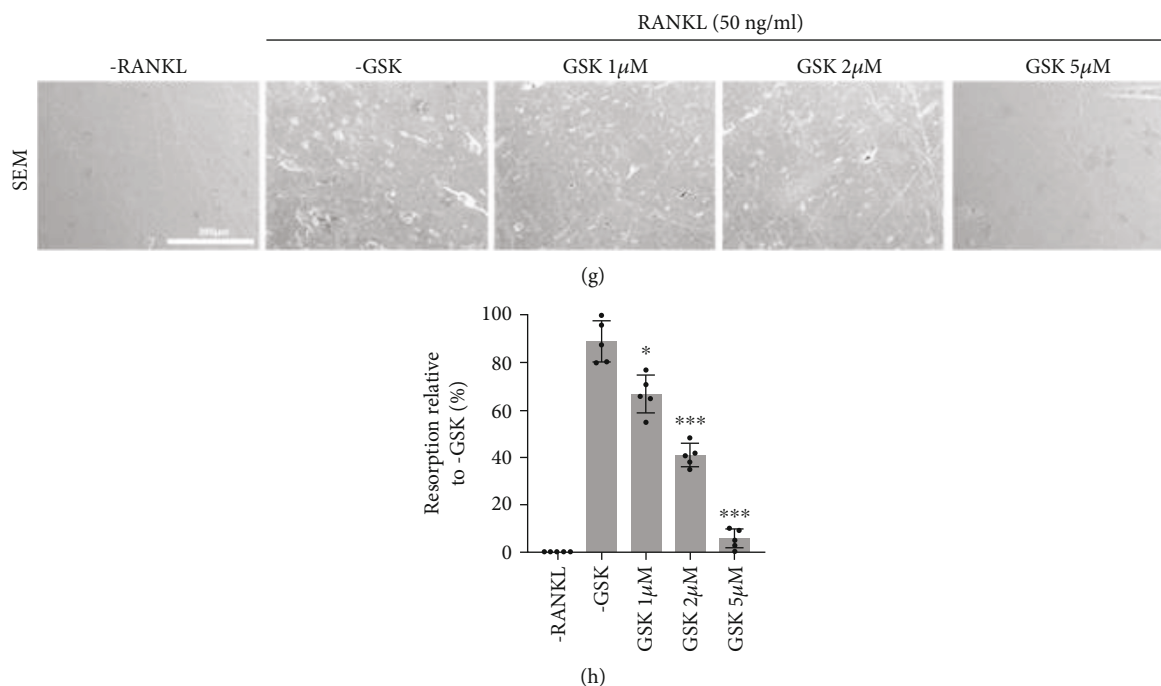 RANKL (50 ng/ml)
-RANKL -GSK GSK 1μM GSK 2μM GSK 5μM
SEM
(g)
Resorption relative
to -GSK (%)
100
80
60
40
20
0
*
***
***
-RANKL
-GSK
GSK 1μM
GSK 2μM
GSK 5μM
(h)